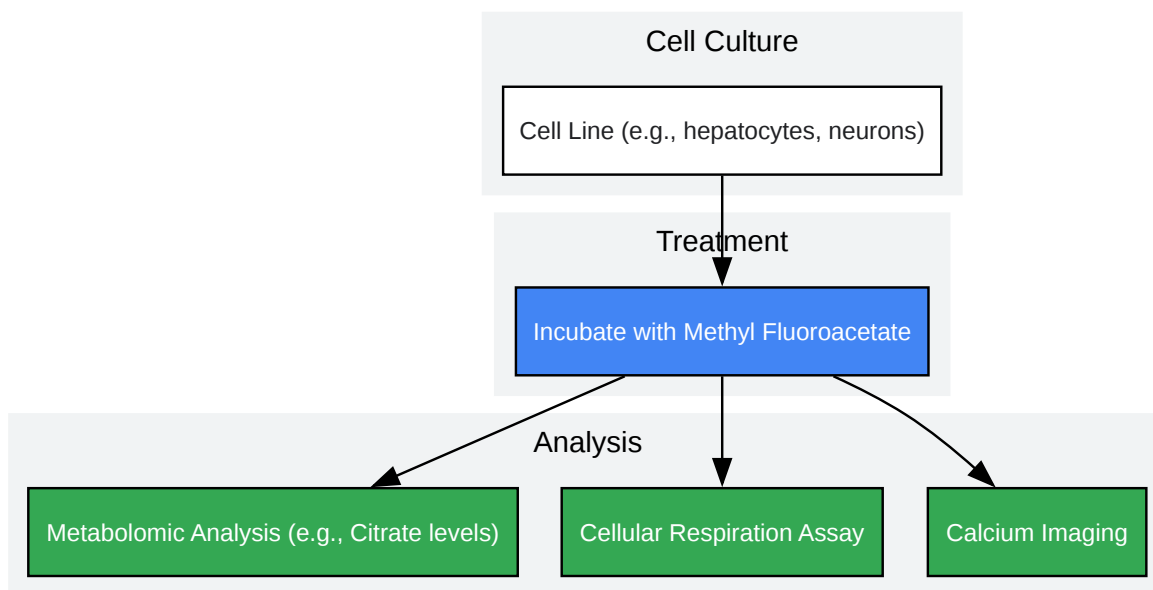 Cell Culture
Cell Line (e.g., hepatocytes, neurons)
Treatment
Incubate with Methyl Fluoroacetate
Analysis
Metabolomic Analysis (e.g., Citrate levels)
Cellular Respiration Assay
Calcium Imaging